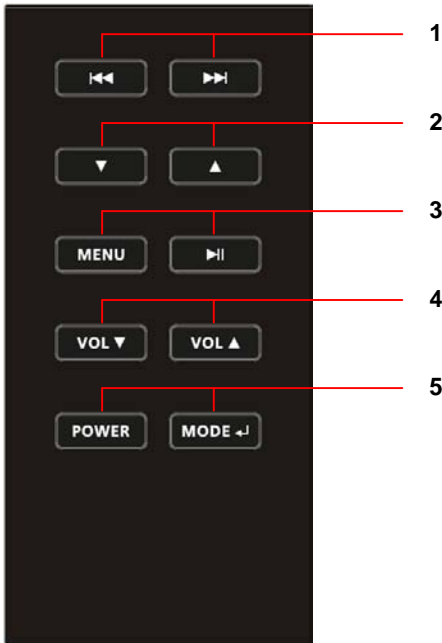 1
⏮ ⏭
2
▼ ▲
3
MENU ⏯
4
VOL ▼ VOL ▲
5
POWER MODE ↵